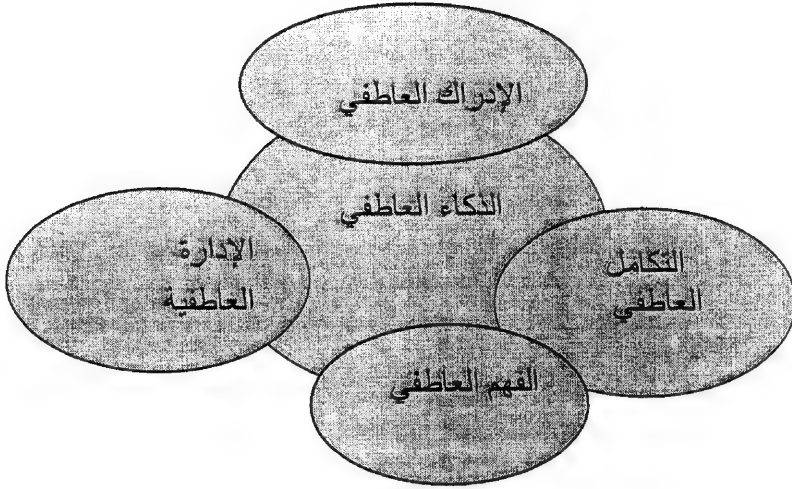 الإدراك العاطفي
الذكاء العاطفي
الإدارة
العاطفية
التكامل
العاطفي
الفهم العاطفي